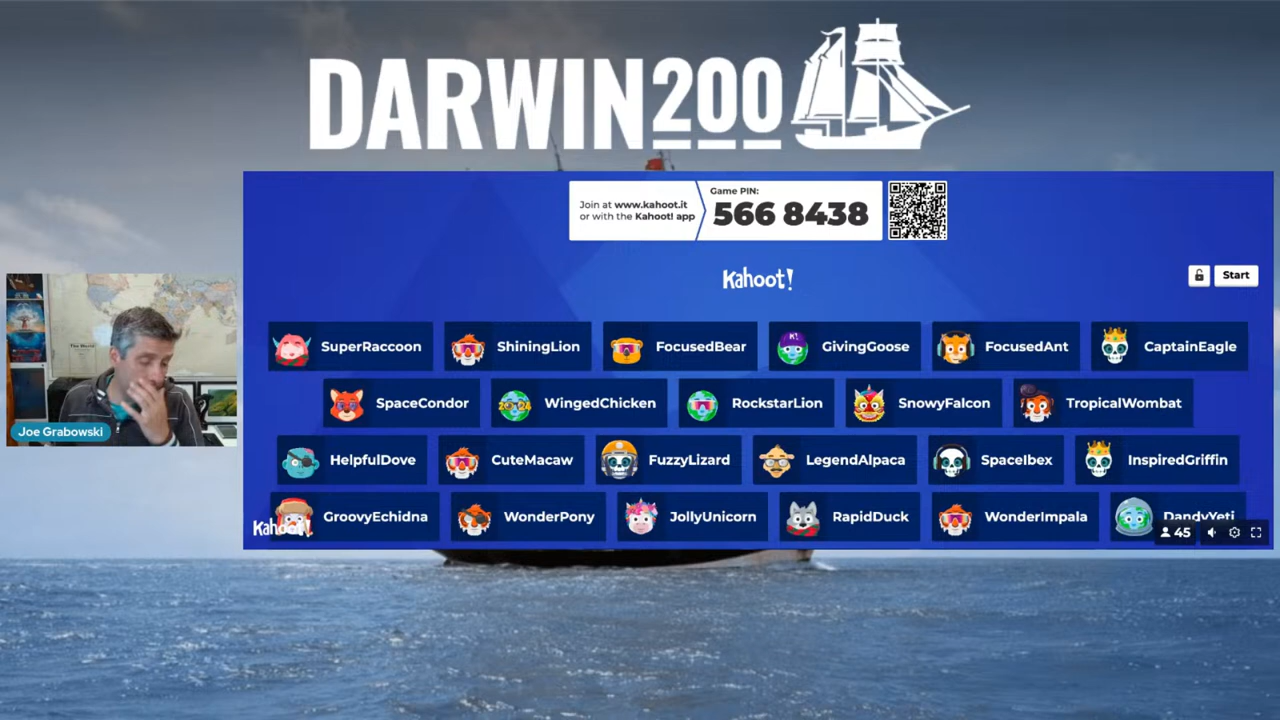 DARWIN200
Join at www.kahoot.it
or with the Kahoot! app
Game PIN:
566 8438
Kahoot!
Start
SuperRaccoon
ShiningLion
FocusedBear
GivingGoose
FocusedAnt
CaptainEagle
SpaceCondor
WingedChicken
RockstarLion
SnowyFalcon
TropicalWombat
HelpfulDove
CuteMacaw
FuzzyLizard
LegendAlpaca
SpaceIbex
InspiredGriffin
GroovyEchidna
WonderPony
JollyUnicorn
RapidDuck
WonderImpala
DandyYeti
Kahoot!
45
Joe Grabowski